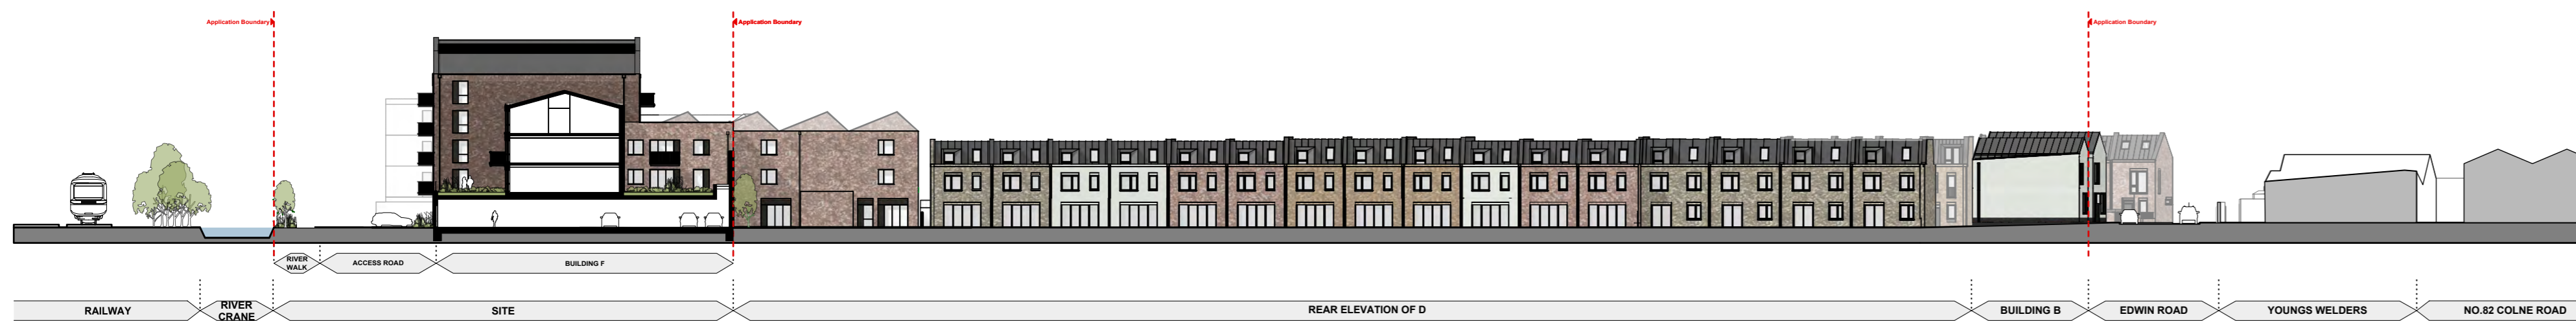 Application Boundary
Application Boundary
Application Boundary
RIVER
WALK
ACCESS ROAD
BUILDING F
RAILWAY
RIVER
CRANE
SITE
REAR ELEVATION OF D
BUILDING B
EDWIN ROAD
YOUNGS WELDERS
NO.82 COLNE ROAD